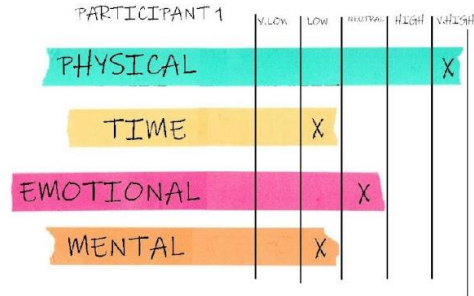 PARTICIPANT 1 V.LOW LOW NEUTRAL HIGH V.HIGH
PHYSICAL X
TIME X
EMOTIONAL X
MENTAL X